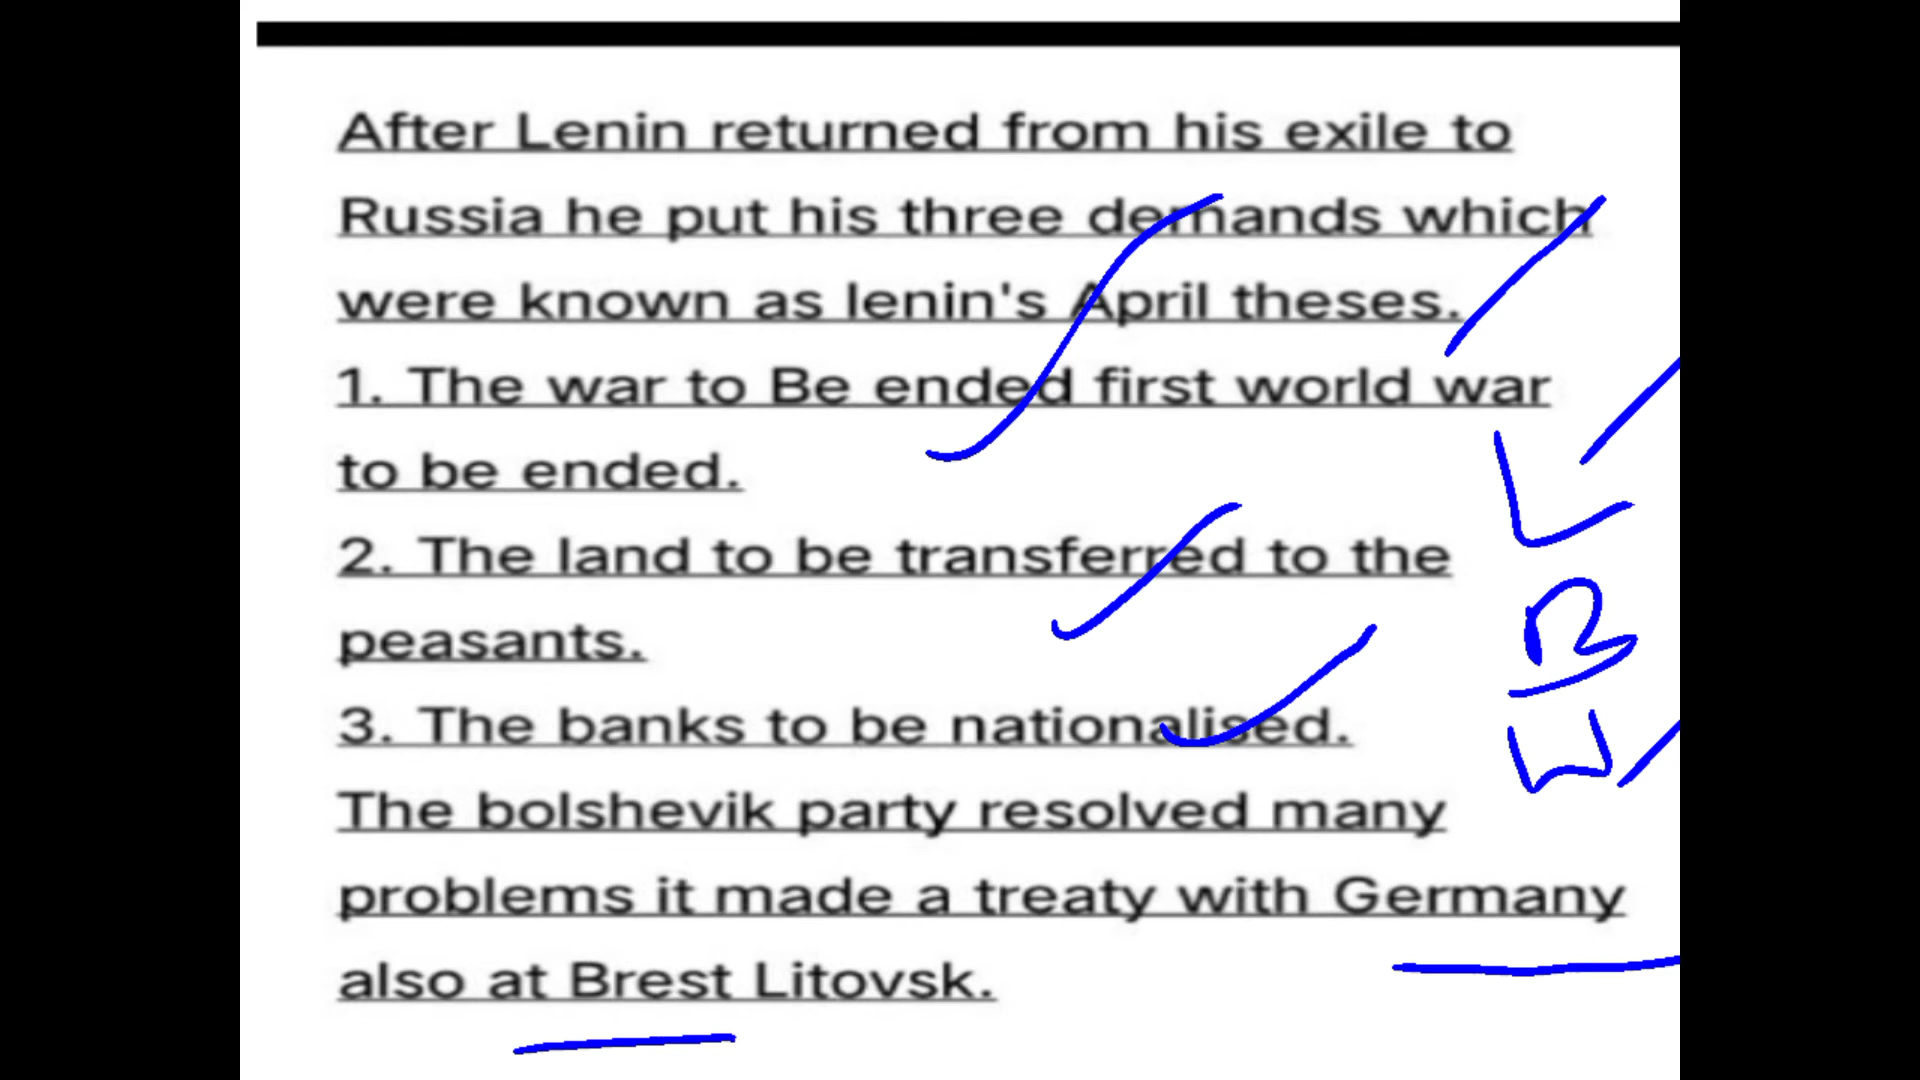 After Lenin returned from his exile to
Russia he put his three demands which
were known as lenin's April theses.
1. The war to Be ended first world war
to be ended.
L
2. The land to be transferred to the
peasants.
B
3. The banks to be nationalised.
W
The bolshevik party resolved many
problems it made a treaty with Germany
also at Brest Litovsk.